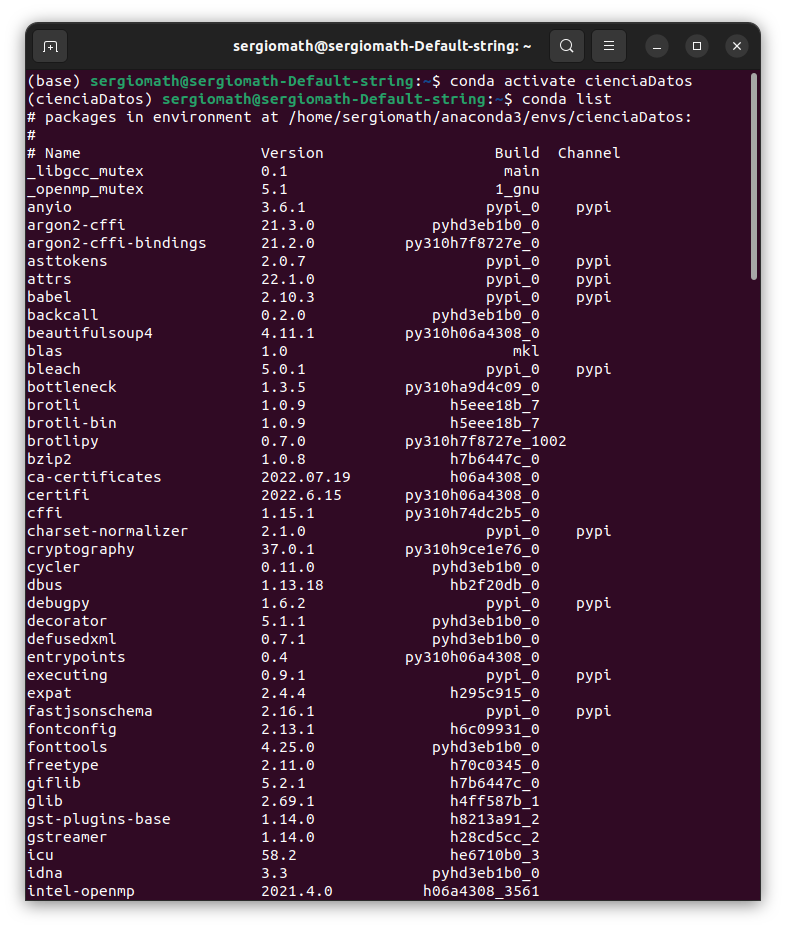 sergiomath@sergiomath-Default-string: ~
(base) sergiomath@sergiomath-Default-string:~$ conda activate cienciaDatos
(cienciaDatos) sergiomath@sergiomath-Default-string:~$ conda list
# packages in environment at /home/sergiomath/anaconda3/envs/cienciaDatos:
#
# Name                    Version                   Build  Channel
_libgcc_mutex             0.1                        main
_openmp_mutex             5.1                       1_gnu
anyio                     3.6.1                    pypi_0    pypi
argon2-cffi               21.3.0             pyhd3eb1b0_0
argon2-cffi-bindings      21.2.0          py310h7f8727e_0
asttokens                 2.0.7                    pypi_0    pypi
attrs                     22.1.0                   pypi_0    pypi
babel                     2.10.3                   pypi_0    pypi
backcall                  0.2.0              pyhd3eb1b0_0
beautifulsoup4            4.11.1          py310h06a4308_0
blas                      1.0                         mkl
bleach                    5.0.1                    pypi_0    pypi
bottleneck                1.3.5           py310ha9d4c09_0
brotli                    1.0.9                h5eee18b_7
brotli-bin                1.0.9                h5eee18b_7
brotlipy                  0.7.0           py310h7f8727e_1002
bzip2                     1.0.8                h7b6447c_0
ca-certificates           2022.07.19           h06a4308_0
certifi                   2022.6.15       py310h06a4308_0
cffi                      1.15.1          py310h74dc2b5_0
charset-normalizer        2.1.0                    pypi_0    pypi
cryptography              37.0.1          py310h9ce1e76_0
cycler                    0.11.0             pyhd3eb1b0_0
dbus                      1.13.18              hb2f20db_0
debugpy                   1.6.2                    pypi_0    pypi
decorator                 5.1.1              pyhd3eb1b0_0
defusedxml                0.7.1              pyhd3eb1b0_0
entrypoints               0.4             py310h06a4308_0
executing                 0.9.1                    pypi_0    pypi
expat                     2.4.4                h295c915_0
fastjsonschema            2.16.1                   pypi_0    pypi
fontconfig                2.13.1               h6c09931_0
fonttools                 4.25.0             pyhd3eb1b0_0
freetype                  2.11.0               h70c0345_0
giflib                    5.2.1                h7b6447c_0
glib                      2.69.1               h4ff587b_1
gst-plugins-base          1.14.0               h8213a91_2
gstreamer                 1.14.0               h28cd5cc_2
icu                       58.2                 he6710b0_3
idna                      3.3                pyhd3eb1b0_0
intel-openmp              2021.4.0          h06a4308_3561